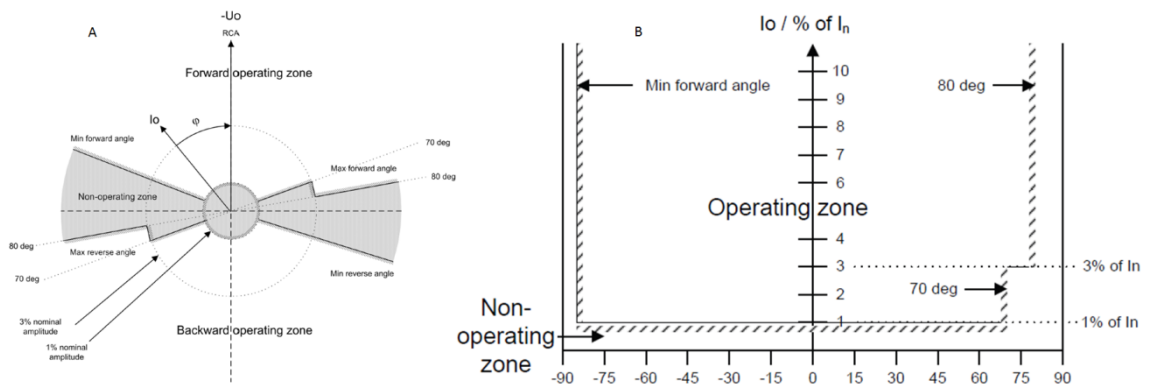 A
-Uo
RCA
Forward operating zone
Io
φ
Min forward angle
70 deg
Max forward angle
80 deg
Non-operating zone
80 deg
Max reverse angle
70 deg
Min reverse angle
3% nominal
amplitude
1% nominal
amplitude
Backward operating zone
B
Io / % of In
10
Min forward angle
80 deg
9
8
7
6
Operating zone
4
3
3% of In
70 deg
2
Non-
operating
zone
1
1% of In
-90 -75 -60 -45 -30 -15 0 15 30 45 60 75 90